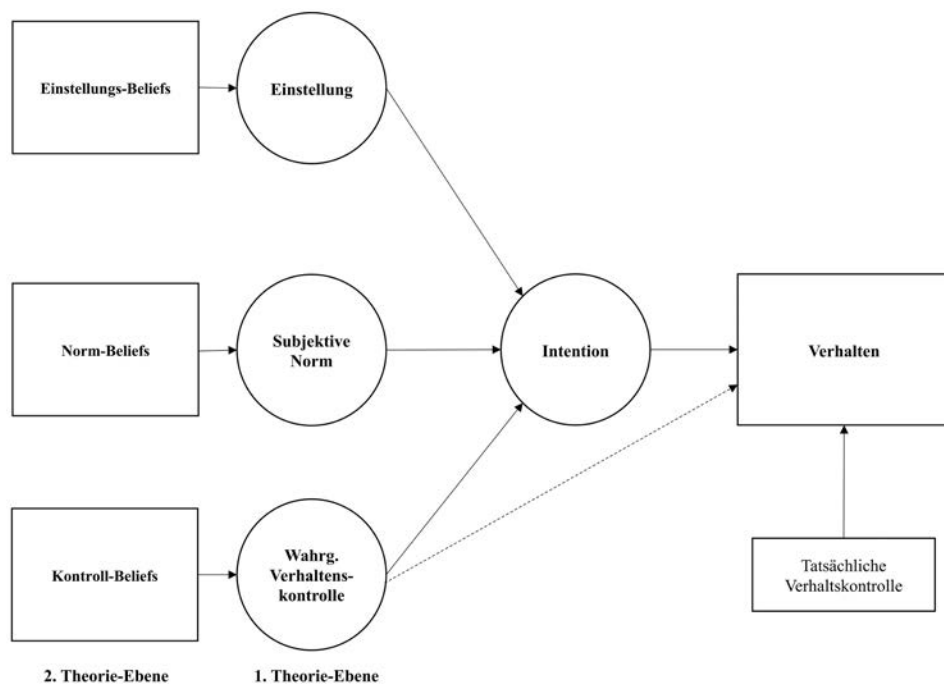 Einstellungs-Beliefs
Einstellung
Norm-Beliefs
Subjektive
Norm
Intention
Verhalten
Kontroll-Beliefs
Wahrg.
Verhaltens-
kontrolle
Tatsächliche
Verhaltskontrolle
2. Theorie-Ebene
1. Theorie-Ebene